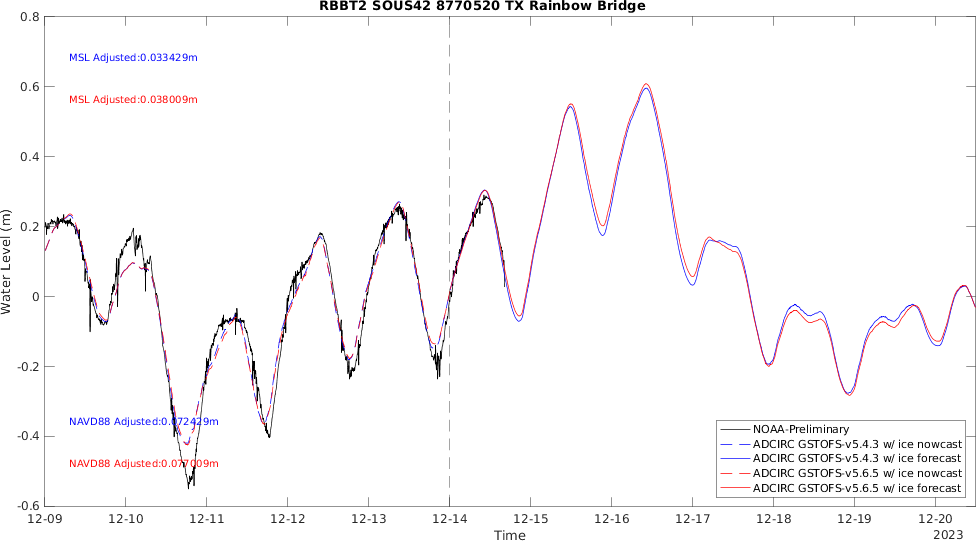 RBBT2 SOUS42 8770520 TX Rainbow Bridge
0.8
MSL Adjusted:0.033429m
0.6
MSL Adjusted:0.038009m
0.4
0.2
Water Level (m)
0
-0.2
NAVD88 Adjusted:0.072429m
-0.4
NAVD88 Adjusted:0.077009m
-0.6
NOAA-Preliminary
ADCIRC GSTOFS-v5.4.3 w/ ice nowcast
ADCIRC GSTOFS-v5.4.3 w/ ice forecast
ADCIRC GSTOFS-v5.6.5 w/ ice nowcast
ADCIRC GSTOFS-v5.6.5 w/ ice forecast
12-09 12-10 12-11 12-12 12-13 12-14 12-15 12-16 12-17 12-18 12-19 12-20
Time
2023